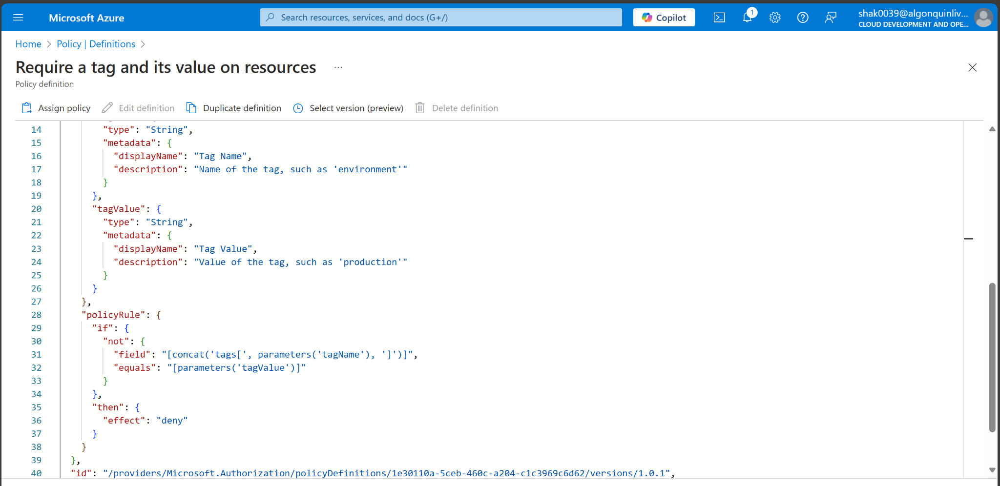 Microsoft Azure
Search resources, services, and docs (G+/)
Copilot
1
shak0039@algonquinliv...
CLOUD DEVELOPMENT AND OPE...
Home > Policy | Definitions >
Require a tag and its value on resources ...
Policy definition
Assign policy Edit definition Duplicate definition Select version (preview) Delete definition
14 "type": "String",
15 "metadata": {
16 "displayName": "Tag Name",
17 "description": "Name of the tag, such as 'environment'"
18 }
19 },
20 "tagValue": {
21 "type": "String",
22 "metadata": {
23 "displayName": "Tag Value",
24 "description": "Value of the tag, such as 'production'"
25 }
26 }
27 },
28 "policyRule": {
29 "if": {
30 "not": {
31 "field": "[concat('tags[', parameters('tagName'), ']')]",
32 "equals": "[parameters('tagValue')]"
33 }
34 },
35 "then": {
36 "effect": "deny"
37 }
38 }
39 },
40 "id": "/providers/Microsoft.Authorization/policyDefinitions/1e30110a-5ceb-460c-a204-c1c3969c6d62/versions/1.0.1",